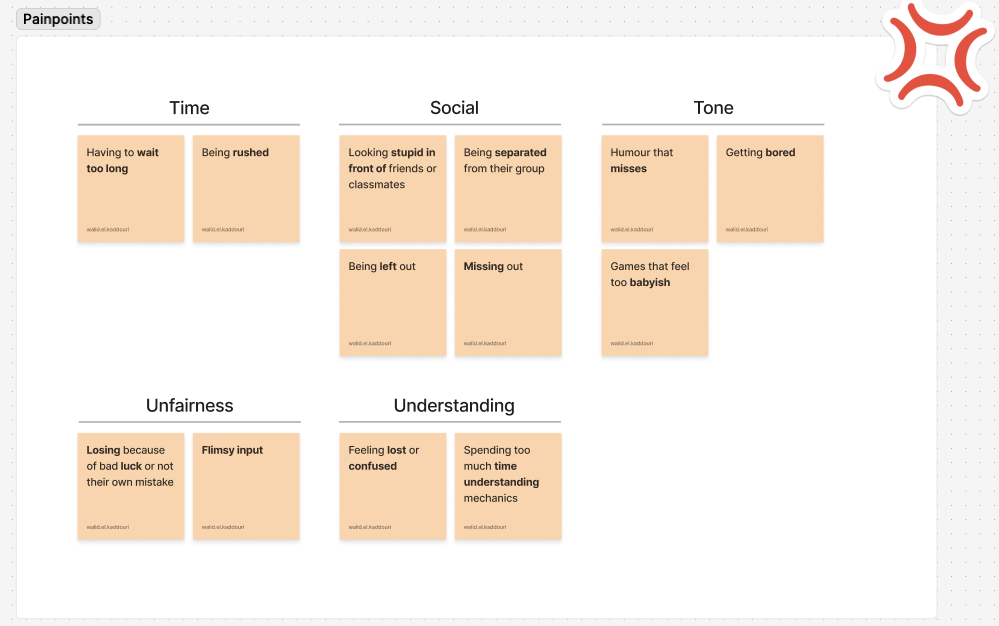 Painpoints
Time
Having to wait
too long
walid.el.kaddouri
Being rushed
walid.el.kaddouri
Social
Looking stupid in
front of friends or
classmates
walid.el.kaddouri
Being separated
from their group
walid.el.kaddouri
Being left out
walid.el.kaddouri
Missing out
walid.el.kaddouri
Tone
Humour that
misses
walid.el.kaddouri
Getting bored
walid.el.kaddouri
Games that feel
too babyish
walid.el.kaddouri
Unfairness
Losing because
of bad luck or not
their own mistake
walid.el.kaddouri
Flimsy input
walid.el.kaddouri
Understanding
Feeling lost or
confused
walid.el.kaddouri
Spending too
much time
understanding
mechanics
walid.el.kaddouri